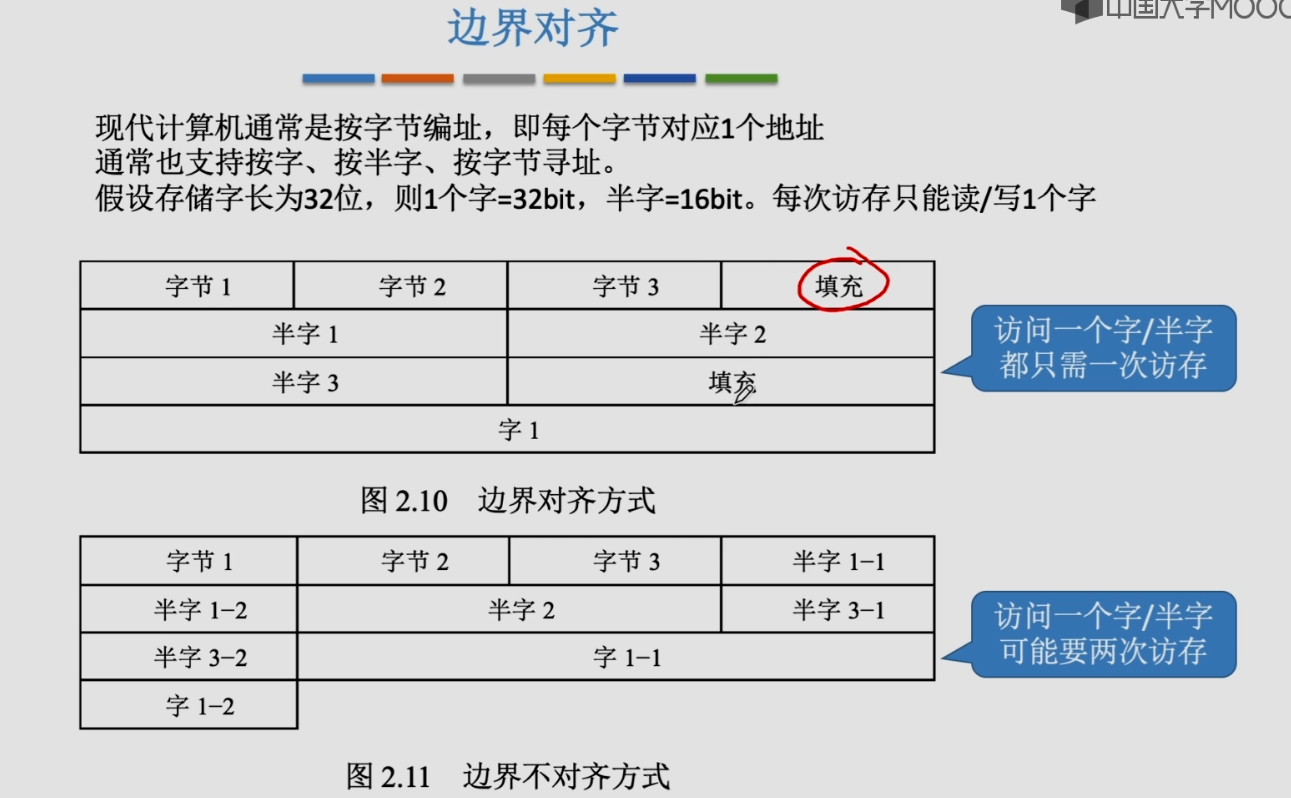 中国大学MOOC
边界对齐
现代计算机通常是按字节编址，即每个字节对应1个地址
通常也支持按字、按半字、按字节寻址。
假设存储字长为32位，则1个字=32bit，半字=16bit。每次访存只能读/写1个字
字节 1 字节 2 字节 3 填充
半字 1 半字 2
半字 3 填充
字 1
访问一个字/半字
都只需一次访存
图 2.10 边界对齐方式
字节 1 字节 2 字节 3 半字 1-1
半字 1-2 半字 2 半字 3-1
半字 3-2 字 1-1
字 1-2
访问一个字/半字
可能要两次访存
图 2.11 边界不对齐方式